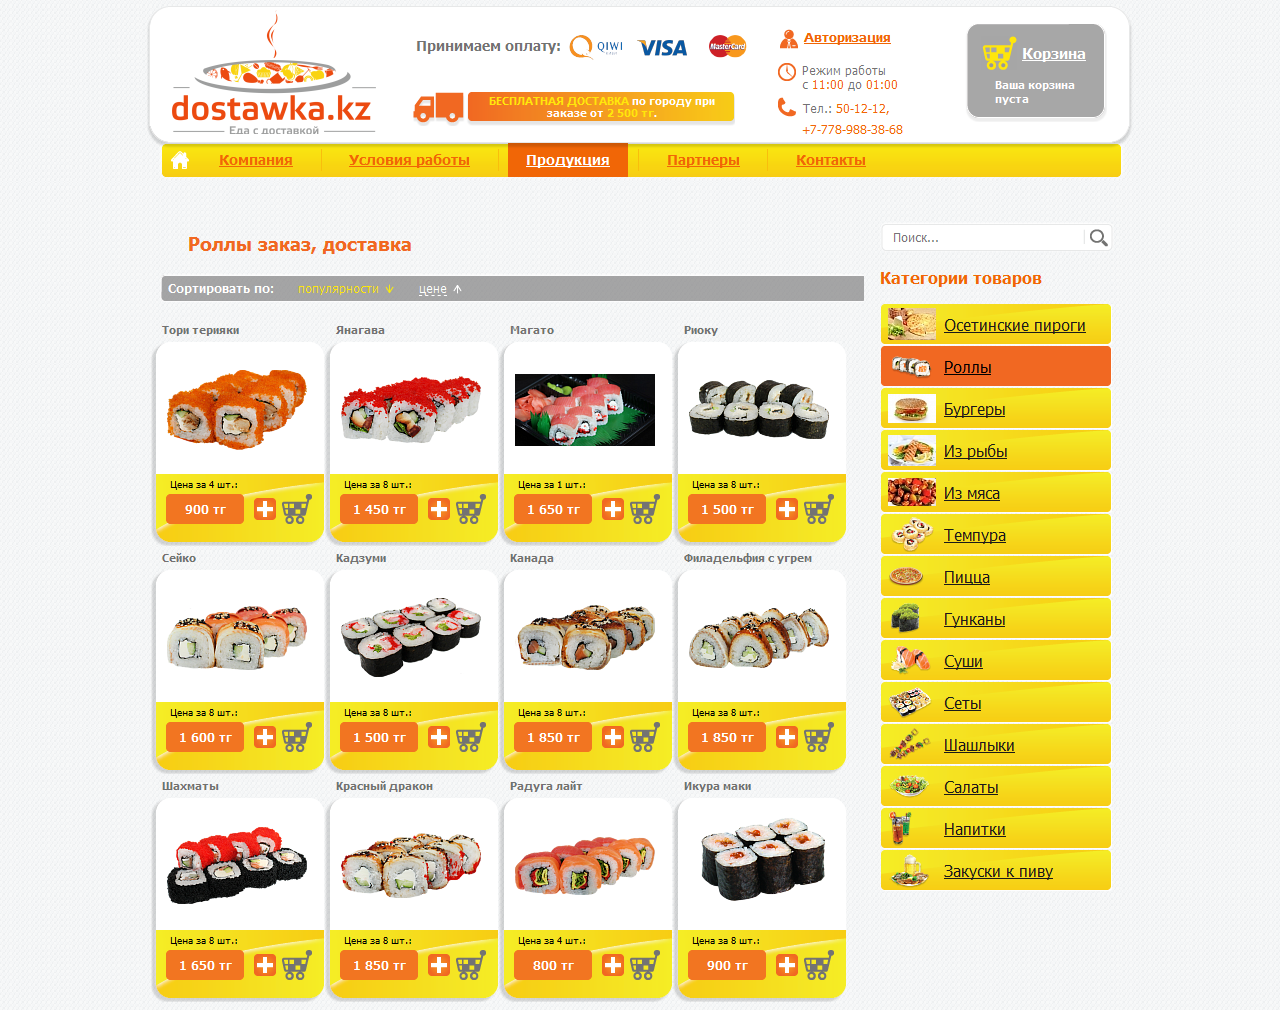 dostawka.kz
Еда с доставкой
Принимаем оплату:
QIWI
VISA
MasterCard
БЕСПЛАТНАЯ ДОСТАВКА по городу при
заказе от 2 500 тг.
Авторизация
Режим работы
с 11:00 до 01:00
Тел.: 50-12-12,
+7-778-988-38-68
Корзина
Ваша корзина
пуста
Компания
Условия работы
Продукция
Партнеры
Контакты
Роллы заказ, доставка
Сортировать по: популярности цене
Тори терияки
Цена за 4 шт.:
900 тг
Янагава
Цена за 8 шт.:
1 450 тг
Магато
Цена за 1 шт.:
1 650 тг
Риоку
Цена за 8 шт.:
1 500 тг
Сейко
Цена за 8 шт.:
1 600 тг
Кадзуми
Цена за 8 шт.:
1 500 тг
Канада
Цена за 8 шт.:
1 850 тг
Филадельфия с угрем
Цена за 8 шт.:
1 850 тг
Шахматы
Цена за 8 шт.:
1 650 тг
Красный дракон
Цена за 8 шт.:
1 850 тг
Радуга лайт
Цена за 4 шт.:
800 тг
Икура маки
Цена за 8 шт.:
900 тг
Поиск...
Категории товаров
Осетинские пироги
Роллы
Бургеры
Из рыбы
Из мяса
Темпура
Пицца
Гунканы
Суши
Сеты
Шашлыки
Салаты
Напитки
Закуски к пиву